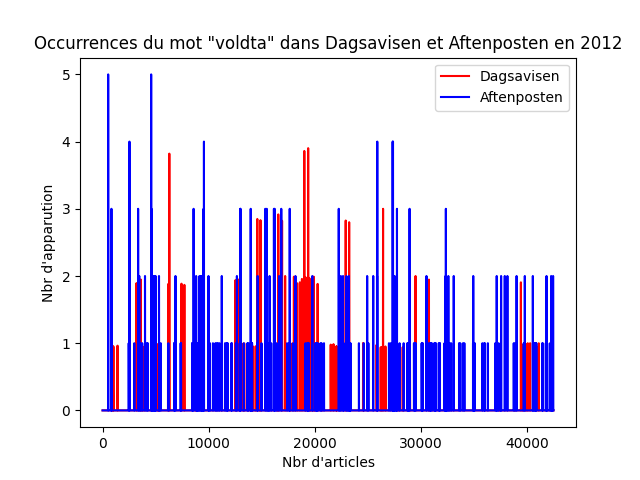 Occurrences du mot "voldta" dans Dagsavisen et Aftenposten en 2012
Dagsavisen
Aftenposten
Nbr d'apparution
5
4
3
2
1
0
0 10000 20000 30000 40000
Nbr d'articles